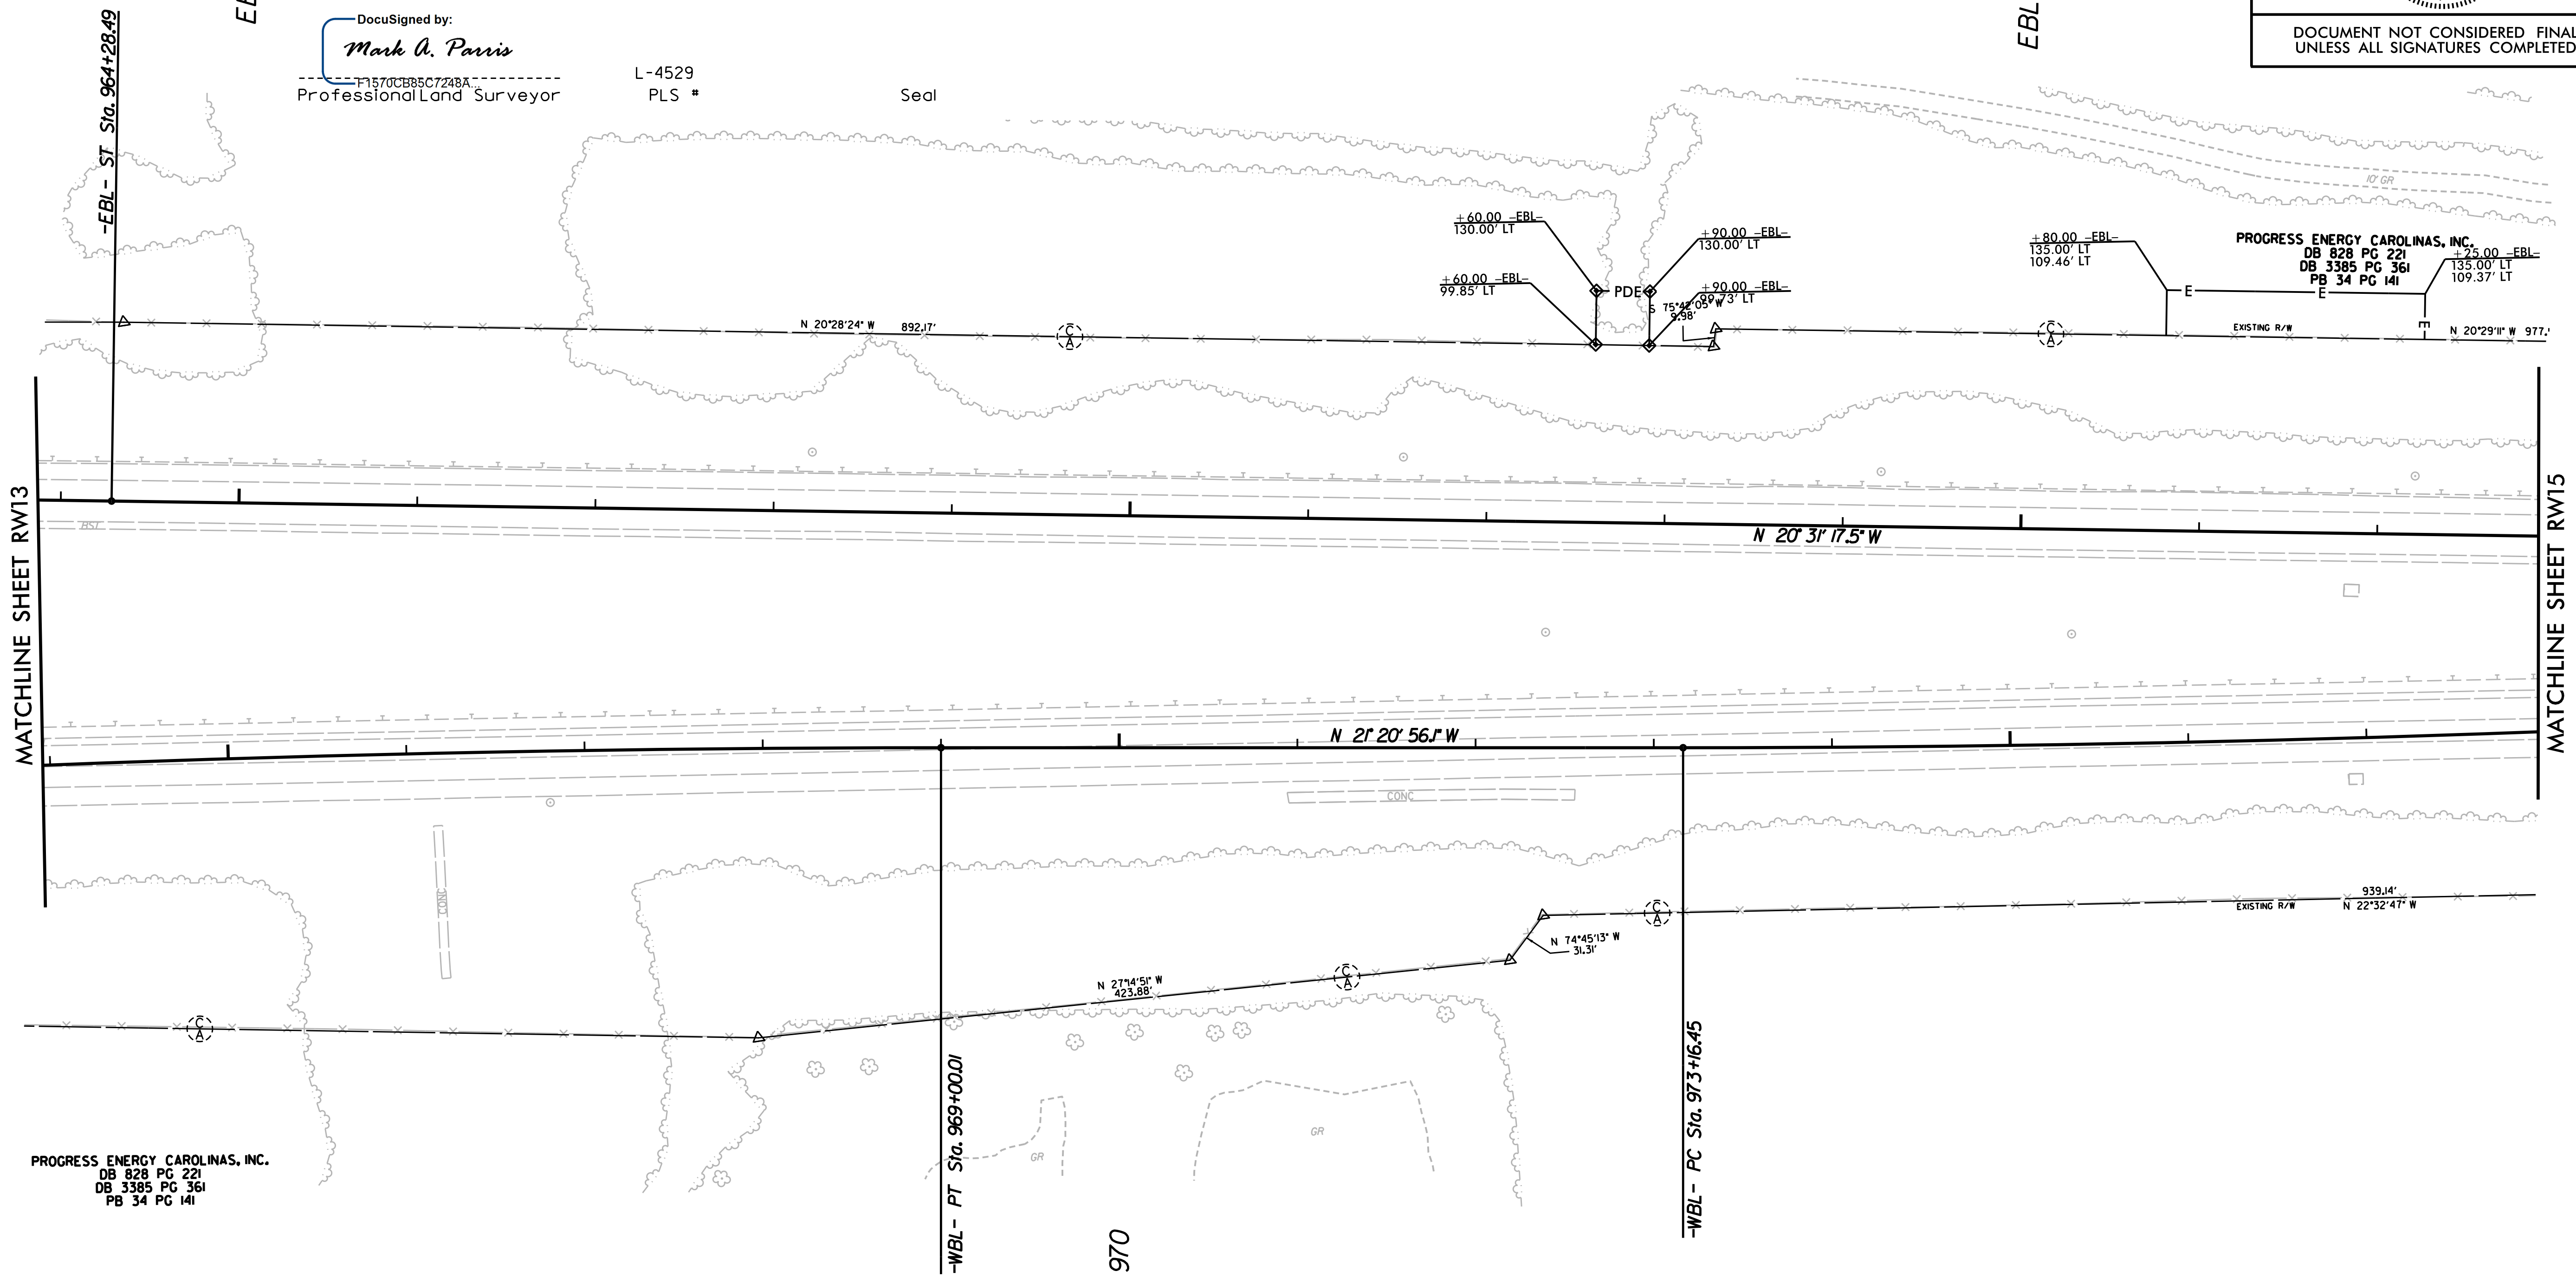 EBL
EBL
DocuSigned by:
Mark A. Parris
F1570CB85C7248A...
Professional Land Surveyor
L-4529
PLS #
Seal
DOCUMENT NOT CONSIDERED FINAL
UNLESS ALL SIGNATURES COMPLETED
-EBL- ST Sta. 964+28.49
10' GR
+60.00 -EBL-
130.00' LT
+90.00 -EBL-
130.00' LT
+60.00 -EBL-
99.85' LT
+90.00 -EBL-
99.73' LT
PDE
S 75°42'05" W
9.98'
+80.00 -EBL-
135.00' LT
109.46' LT
PROGRESS ENERGY CAROLINAS, INC.
DB 828 PG 221
DB 3385 PG 361
PB 34 PG 141
+25.00 -EBL-
135.00' LT
109.37' LT
E
E
E
N 20°28'24" W 892.17'
C
A
C
A
EXISTING R/W
N 20°29'11" W 977.'
MATCHLINE SHEET RW13
MATCHLINE SHEET RW15
BST
N 20° 31' 17.5" W
N 21° 20' 56.1" W
CONC
CONC
939.14'
EXISTING R/W
N 22°32'47" W
C
A
N 74°45'13" W
31.31'
N 27°14'51" W
423.88'
C
A
C
A
-WBL- PT Sta. 969+00.01
-WBL- PC Sta. 973+16.45
GR
GR
PROGRESS ENERGY CAROLINAS, INC.
DB 828 PG 221
DB 3385 PG 361
PB 34 PG 141
970